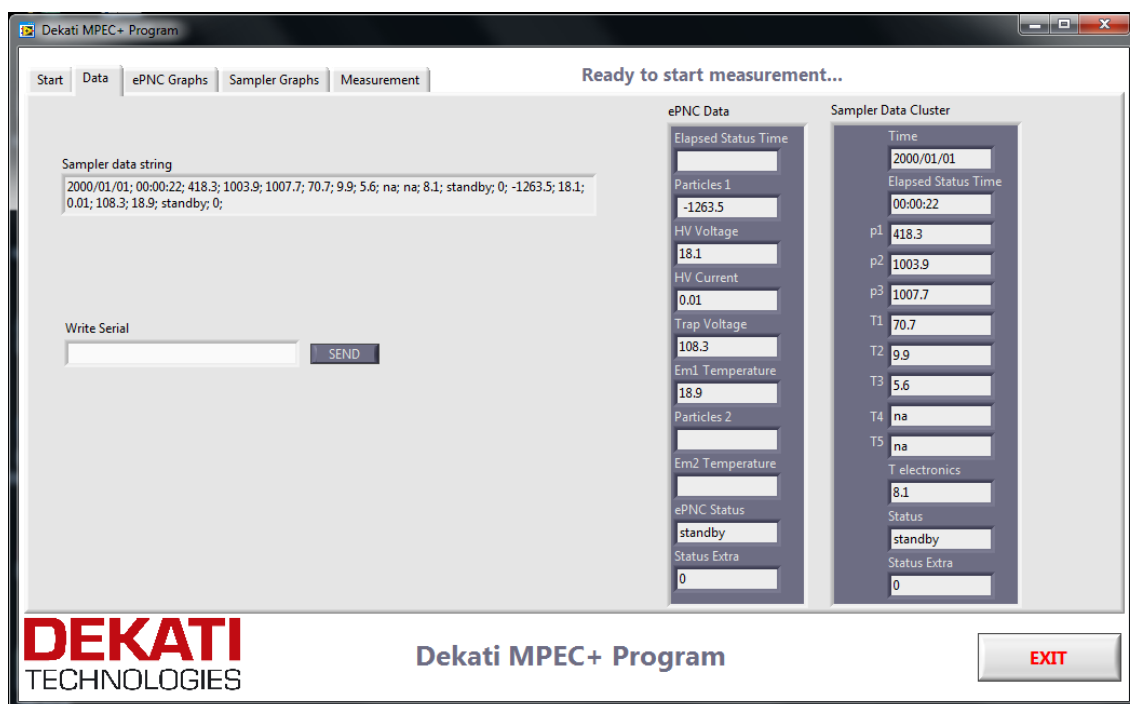 Dekati MPEC+ Program
Start Data ePNC Graphs Sampler Graphs Measurement
Ready to start measurement...
Sampler data string
2000/01/01; 00:00:22; 418.3; 1003.9; 1007.7; 70.7; 9.9; 5.6; na; na; 8.1; standby; 0; -1263.5; 18.1;
0.01; 108.3; 18.9; standby; 0;
Write Serial
SEND
ePNC Data
Elapsed Status Time
Particles 1
-1263.5
HV Voltage
18.1
HV Current
0.01
Trap Voltage
108.3
Em1 Temperature
18.9
Particles 2
Em2 Temperature
ePNC Status
standby
Status Extra
0
Sampler Data Cluster
Time
2000/01/01
Elapsed Status Time
00:00:22
p1 418.3
p2 1003.9
p3 1007.7
T1 70.7
T2 9.9
T3 5.6
T4 na
T5 na
T electronics
8.1
Status
standby
Status Extra
0
DEKATI
TECHNOLOGIES
Dekati MPEC+ Program
EXIT